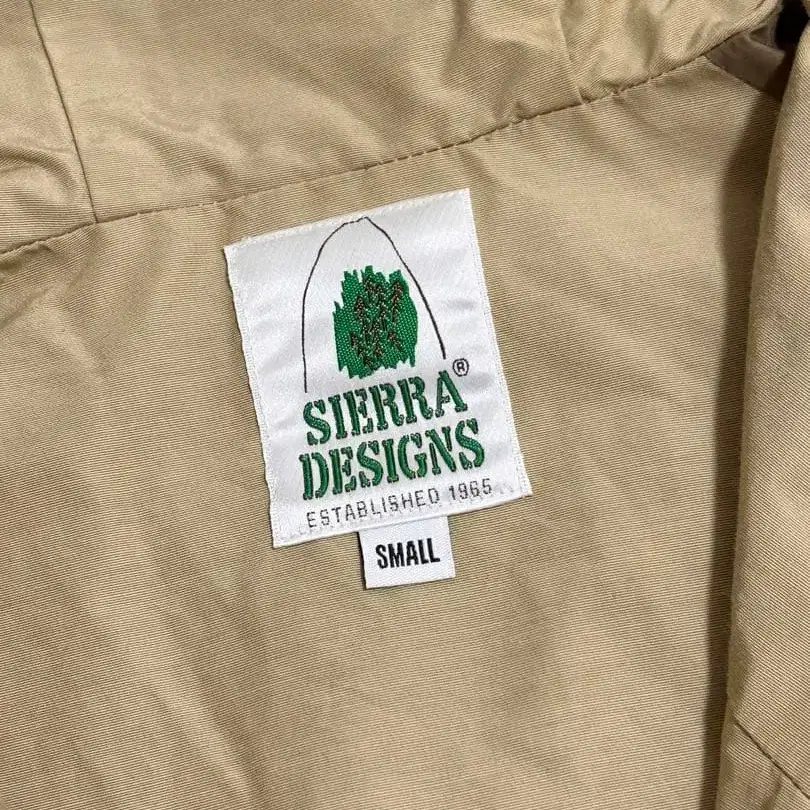 SIERRA®
DESIGNS
ESTABLISHED 1965
SMALL